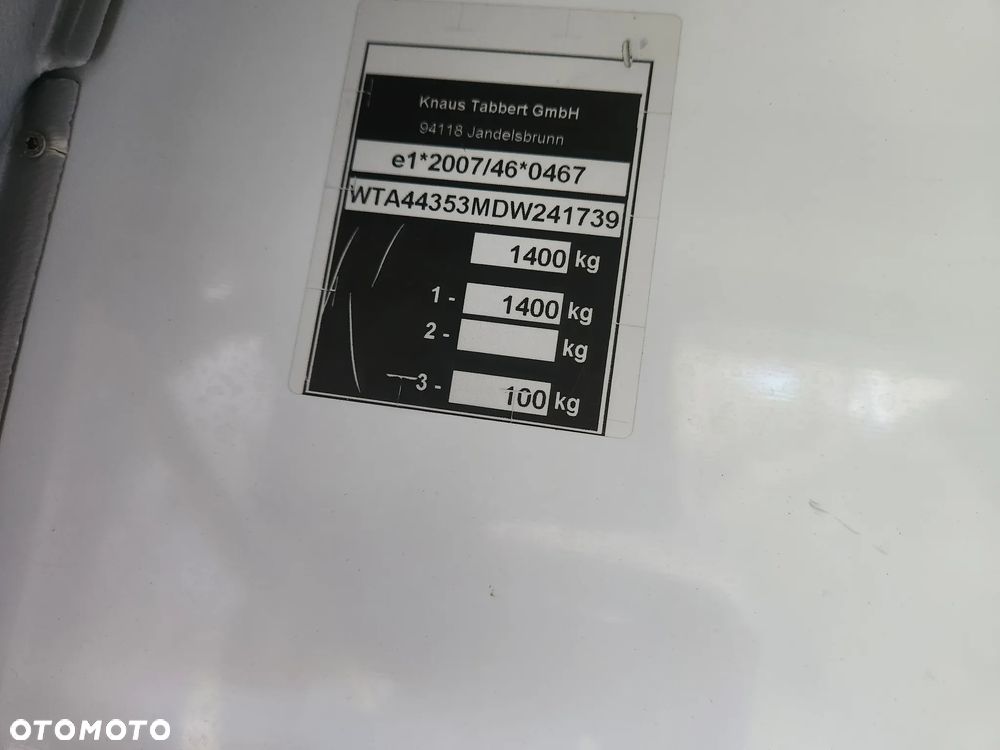 Knaus Tabbert GmbH
94118 Jandelsbrunn
e1*2007/46*0467
WTA44353MDW241739
1400 kg
1 - 1400 kg
2 - kg
3 - 100 kg
OTOMOTO